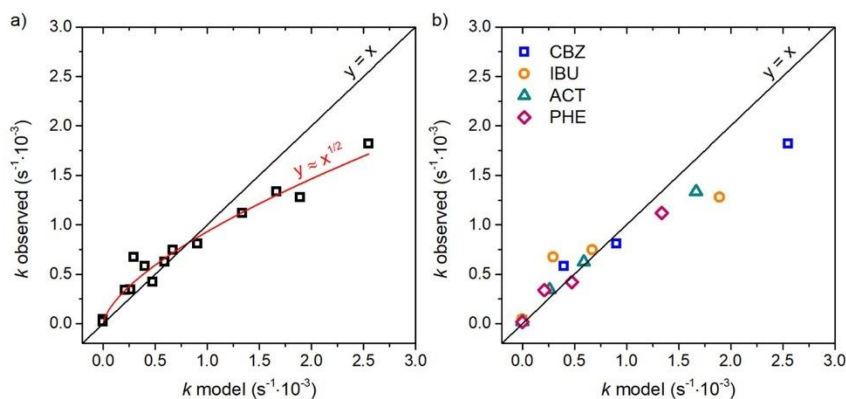 a)
3.0
2.5
2.0
1.5
1.0
0.5
0.0
k observed (s⁻¹·10⁻³)
y = x
y ≈ x^1/2
0.0 0.5 1.0 1.5 2.0 2.5 3.0
k model (s⁻¹·10⁻³)
b)
3.0
2.5
2.0
1.5
1.0
0.5
0.0
k observed (s⁻¹·10⁻³)
CBZ
IBU
ACT
PHE
y = x
0.0 0.5 1.0 1.5 2.0 2.5 3.0
k model (s⁻¹·10⁻³)